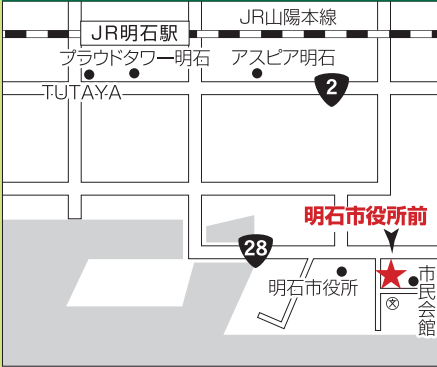 JR山陽本線
JR明石駅
プラウドタワー明石
アスピア明石
TUTAYA
2
明石市役所前
28
明石市役所
市民会館
文